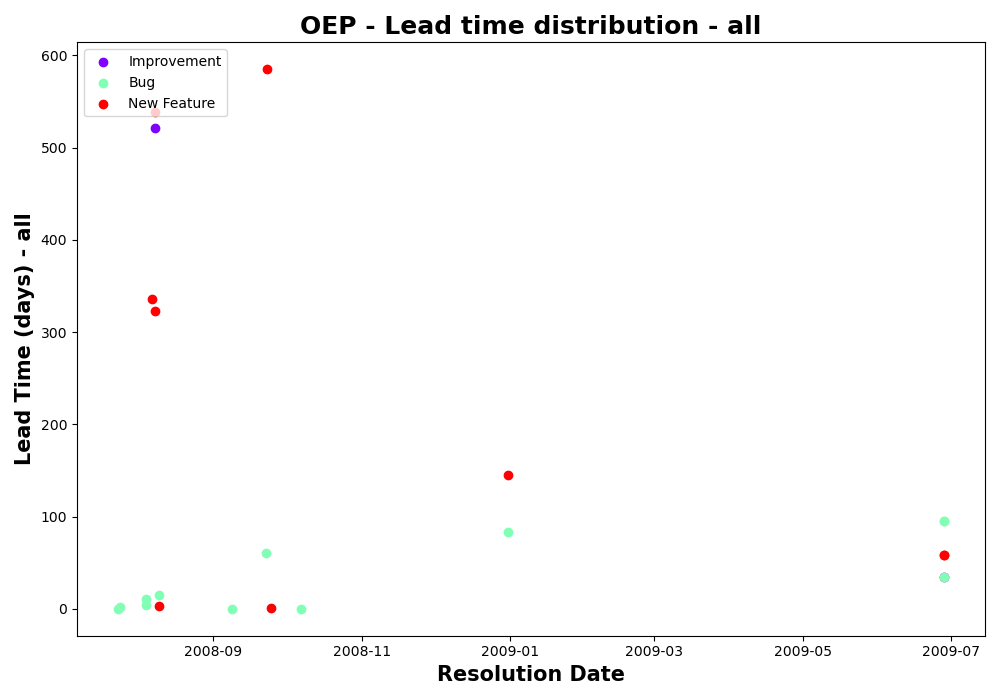 OEP - Lead time distribution - all
Improvement
Bug
New Feature
600
500
400
300
200
100
0
Lead Time (days) - all
2008-09 2008-11 2009-01 2009-03 2009-05 2009-07
Resolution Date